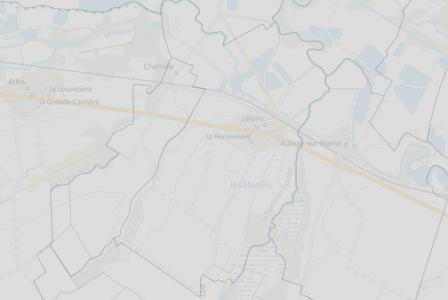 Cherville
Athis
la Louvetière
la Grande Carrière
Jâlons
la Héronnière
Aulnay-sur-Marne
les Marais